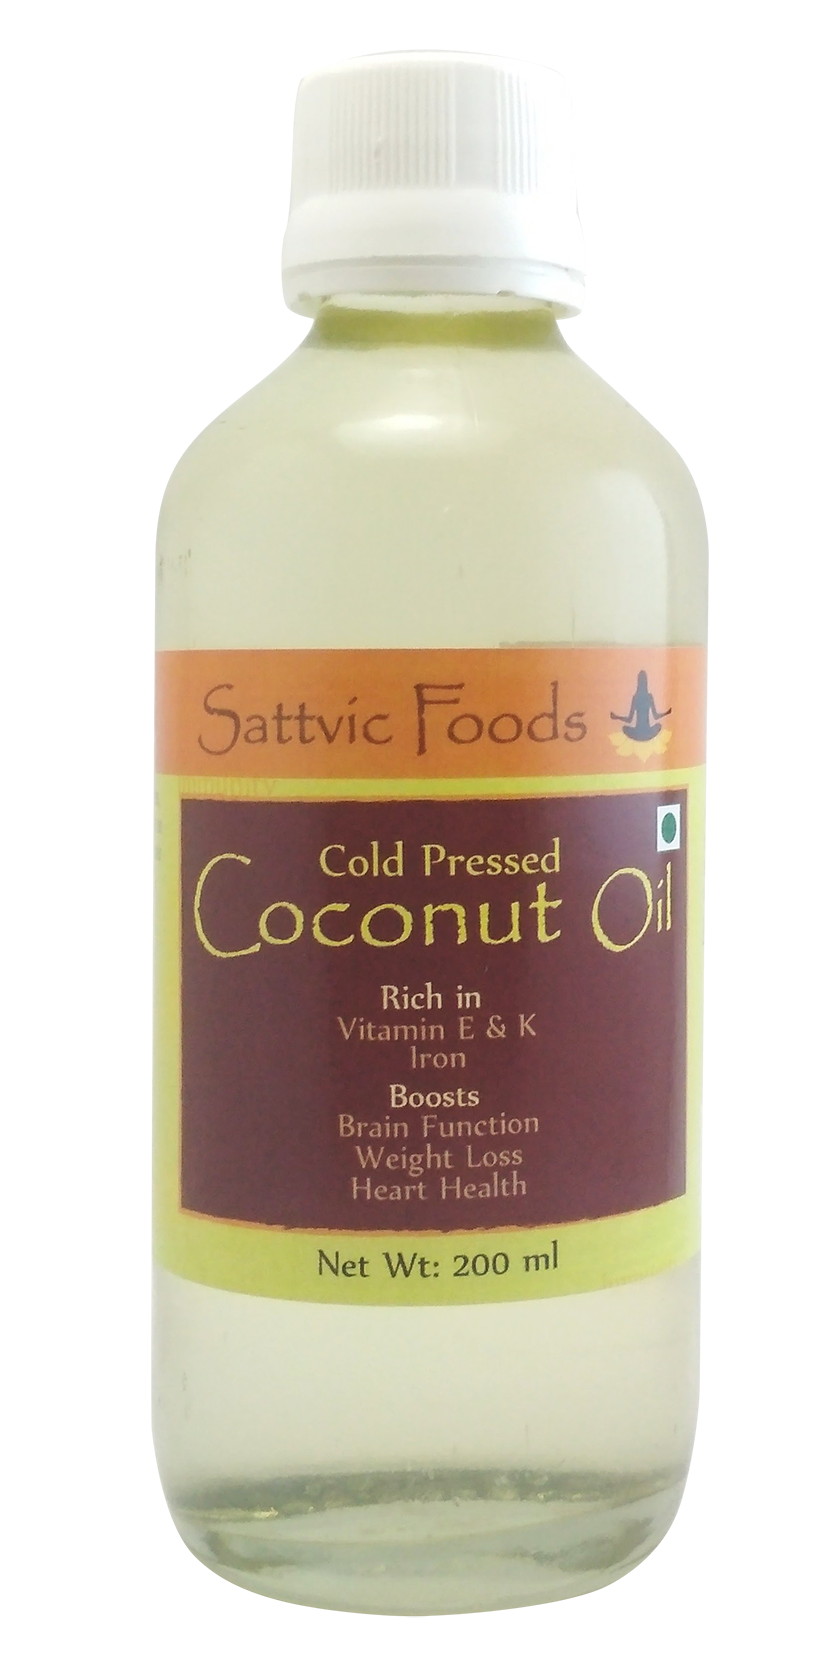 Sattvic Foods
Cold Pressed
Coconut Oil
Rich in
Vitamin E & K
Iron
Boosts
Brain Function
Weight Loss
Heart Health
Net Wt: 200 ml